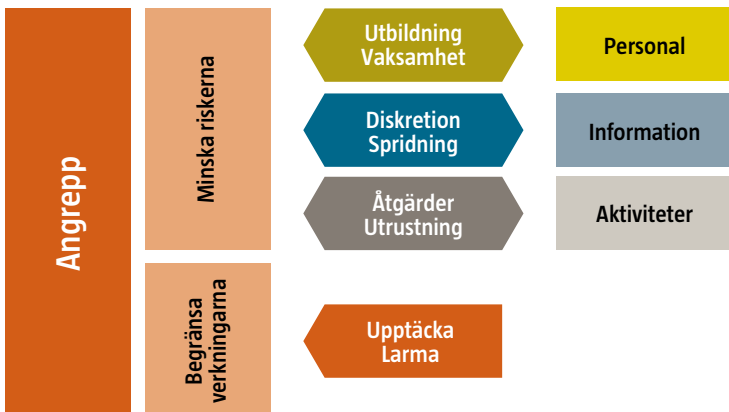 Angrepp
Minska riskerna
Utbildning
Vaksamhet
Personal
Diskretion
Spridning
Information
Åtgärder
Utrustning
Aktiviteter
Begränsa
verkningarna
Upptäcka
Larma